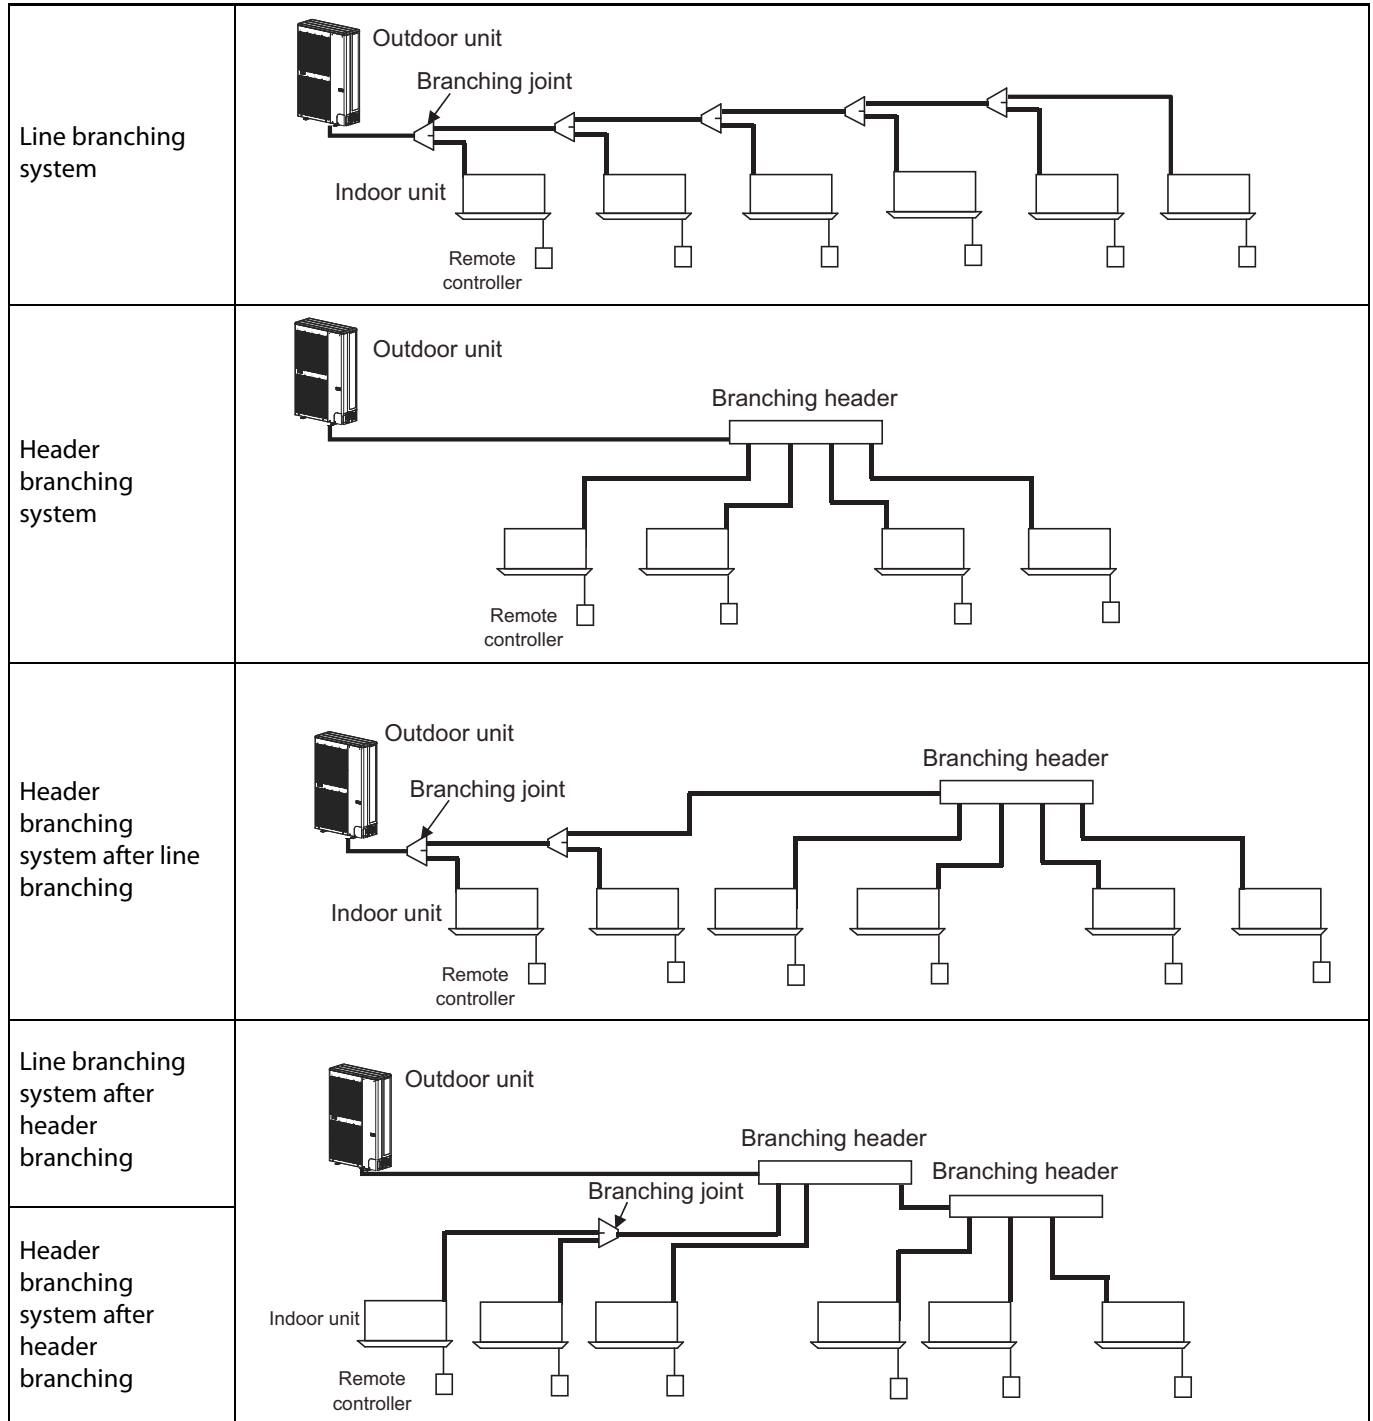 Line branching
system
Outdoor unit
Branching joint
Indoor unit
Remote
controller
Header
branching
system
Outdoor unit
Branching header
Remote
controller
Header
branching
system after line
branching
Outdoor unit
Branching joint
Branching header
Indoor unit
Remote
controller
Line branching
system after
header
branching
Header
branching
system after
header
branching
Outdoor unit
Branching header
Branching header
Branching joint
Indoor unit
Remote
controller